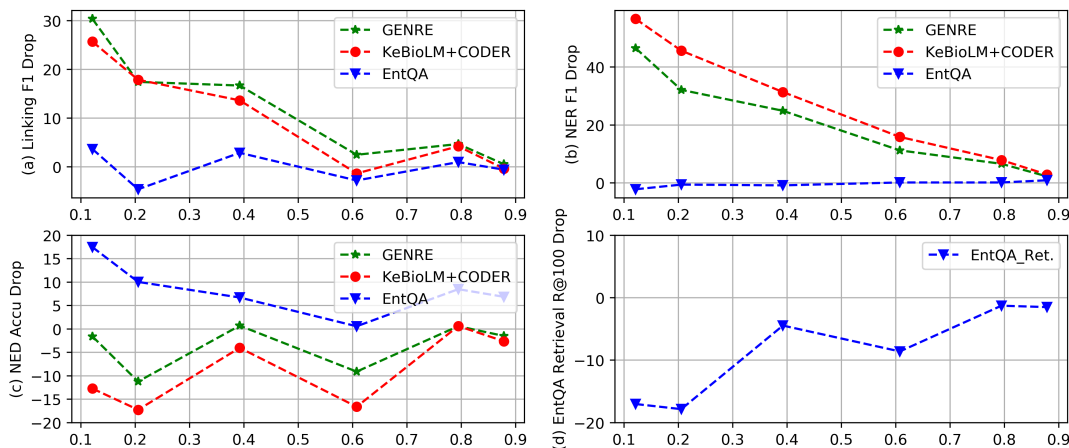 (a) Linking F1 Drop
30
20
10
0
GENRE
KeBioLM+CODER
EntQA
0.1 0.2 0.3 0.4 0.5 0.6 0.7 0.8 0.9
(b) NER F1 Drop
40
20
0
GENRE
KeBioLM+CODER
EntQA
0.1 0.2 0.3 0.4 0.5 0.6 0.7 0.8 0.9
(c) NED Accu Drop
20
15
10
5
0
−5
−10
−15
−20
GENRE
KeBioLM+CODER
EntQA
0.1 0.2 0.3 0.4 0.5 0.6 0.7 0.8 0.9
(d) EntQA Retrieval R@100 Drop
10
0
−10
−20
EntQA_Ret.
0.1 0.2 0.3 0.4 0.5 0.6 0.7 0.8 0.9